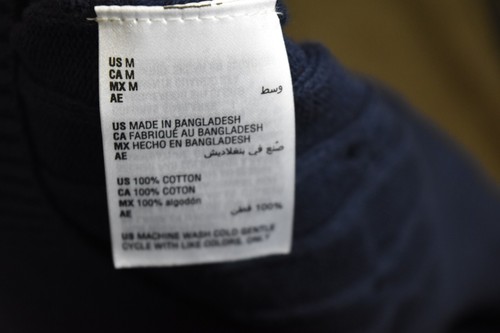 US M
CA M
MX M
AE وسط
US MADE IN BANGLADESH
CA FABRIQUÉ AU BANGLADESH
MX HECHO EN BANGLADESH
AE صنع في بنغلاديش
US 100% COTTON
CA 100% COTON
MX 100% algodón
AE 100% قطن
US MACHINE WASH COLD GENTLE
CYCLE WITH LIKE COLORS. ONLY